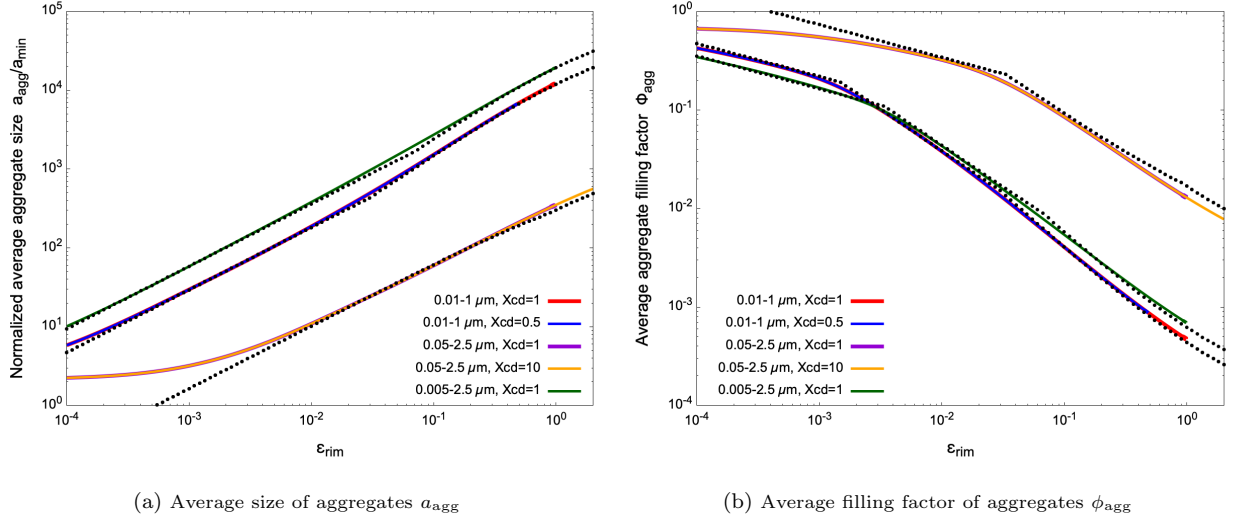 Normalized average aggregate size a_agg/a_min
10^5
10^4
10^3
10^2
10^1
10^0
0.01-1 μm, Xcd=1
0.01-1 μm, Xcd=0.5
0.05-2.5 μm, Xcd=1
0.05-2.5 μm, Xcd=10
0.005-2.5 μm, Xcd=1
10^-4 10^-3 10^-2 10^-1 10^0
ε_rim
(a) Average size of aggregates a_agg
Average aggregate filling factor Φ_agg
10^0
10^-1
10^-2
10^-3
10^-4
0.01-1 μm, Xcd=1
0.01-1 μm, Xcd=0.5
0.05-2.5 μm, Xcd=1
0.05-2.5 μm, Xcd=10
0.005-2.5 μm, Xcd=1
10^-4 10^-3 10^-2 10^-1 10^0
ε_rim
(b) Average filling factor of aggregates ϕ_agg